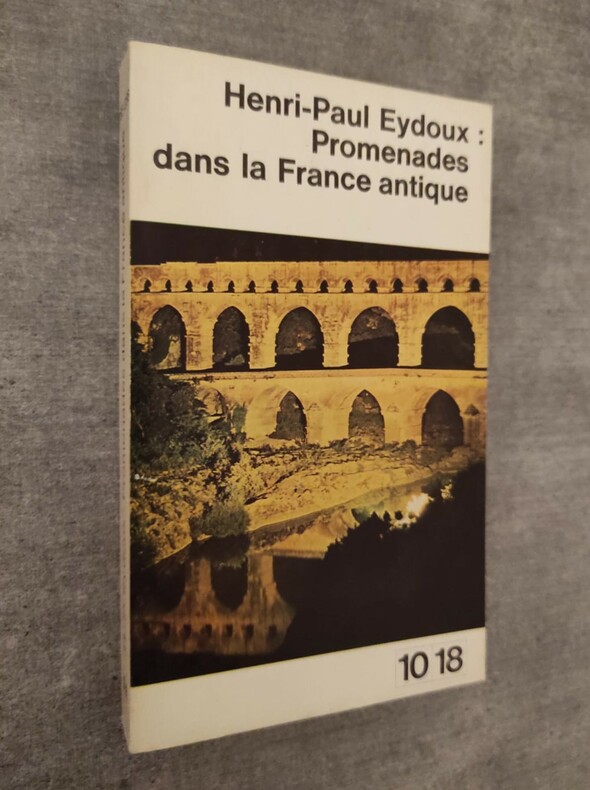 Henri-Paul Eydoux :
Promenades
dans la France antique
10 18